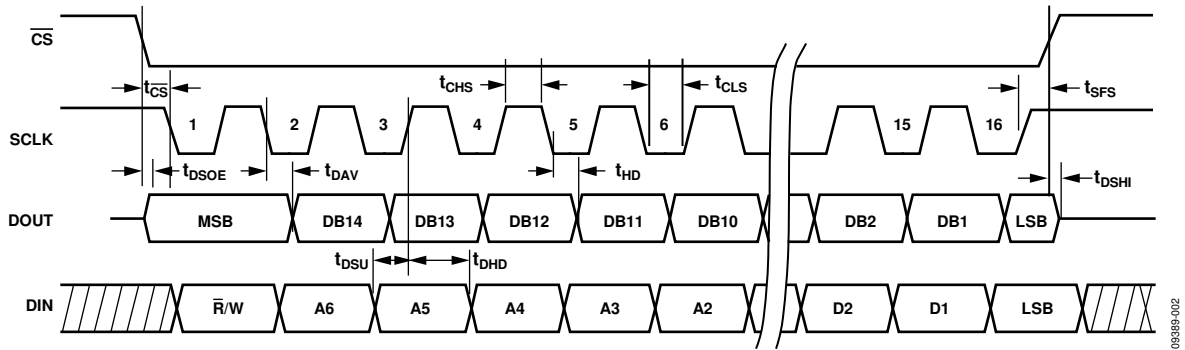 CS
tCS
tCHS
tCLS
tSFS
SCLK
1
2
3
4
5
6
15
16
tDSOE
tDAV
tHD
tDSHI
DOUT
MSB
DB14
DB13
DB12
DB11
DB10
DB2
DB1
LSB
tDSU
tDHD
DIN
R/W
A6
A5
A4
A3
A2
D2
D1
LSB
09389-002